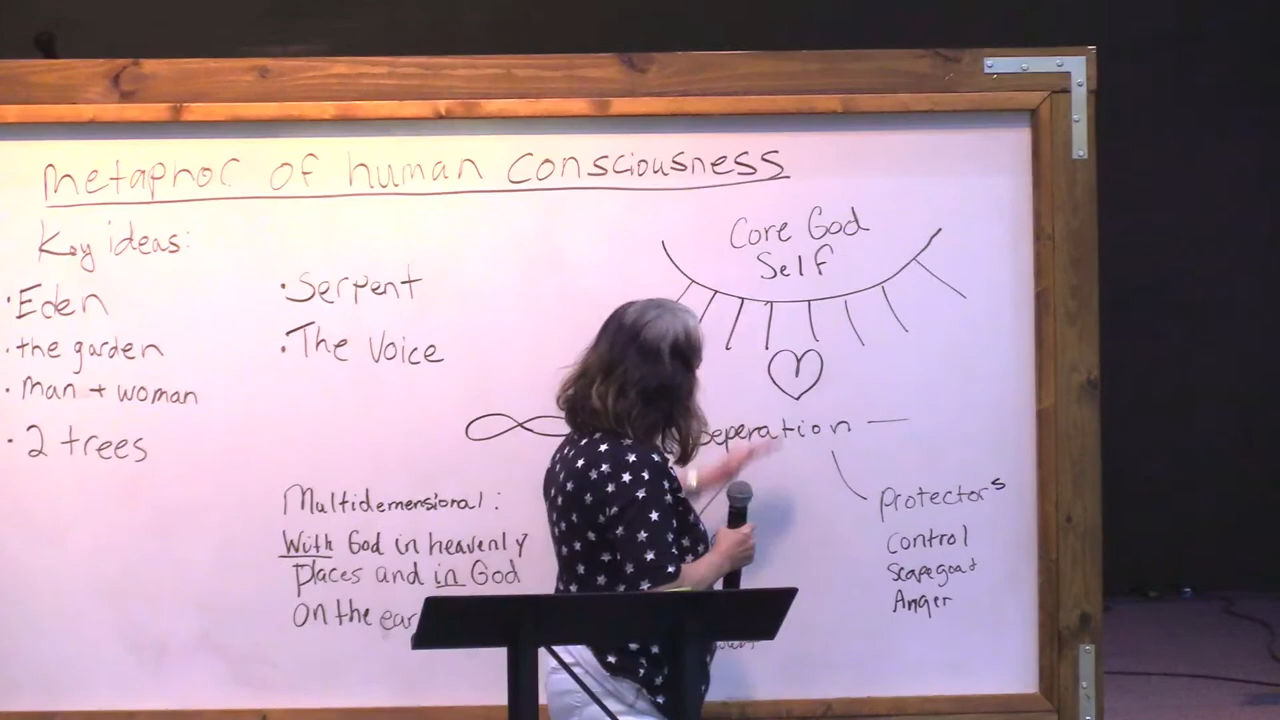 metaphor of human consciousness
Key ideas:
• Eden
• the garden
• man + woman
• 2 trees
• Serpent
• The Voice
Core God
Self
seperation
Multidemensional:
With God in heavenly
places and in God
on the
Protectors
control
scapegoat
Anger